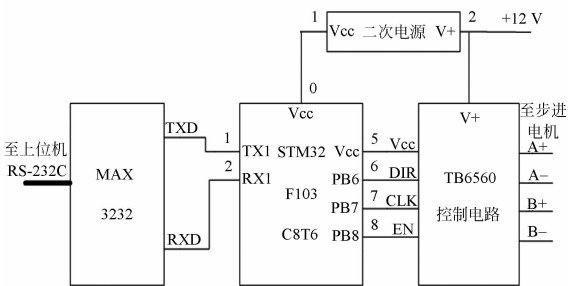 1
Vcc 二次电源 V+
2
+12 V
0
至上位机
RS-232C
MAX
3232
TXD
RXD
1
2
Vcc
TX1 STM32 Vcc
RX1 PB6
F103
PB7
C8T6 PB8
5 Vcc
6 DIR
7 CLK
8 EN
V+
TB6560
控制电路
至步进
电机
A+
A−
B+
B−